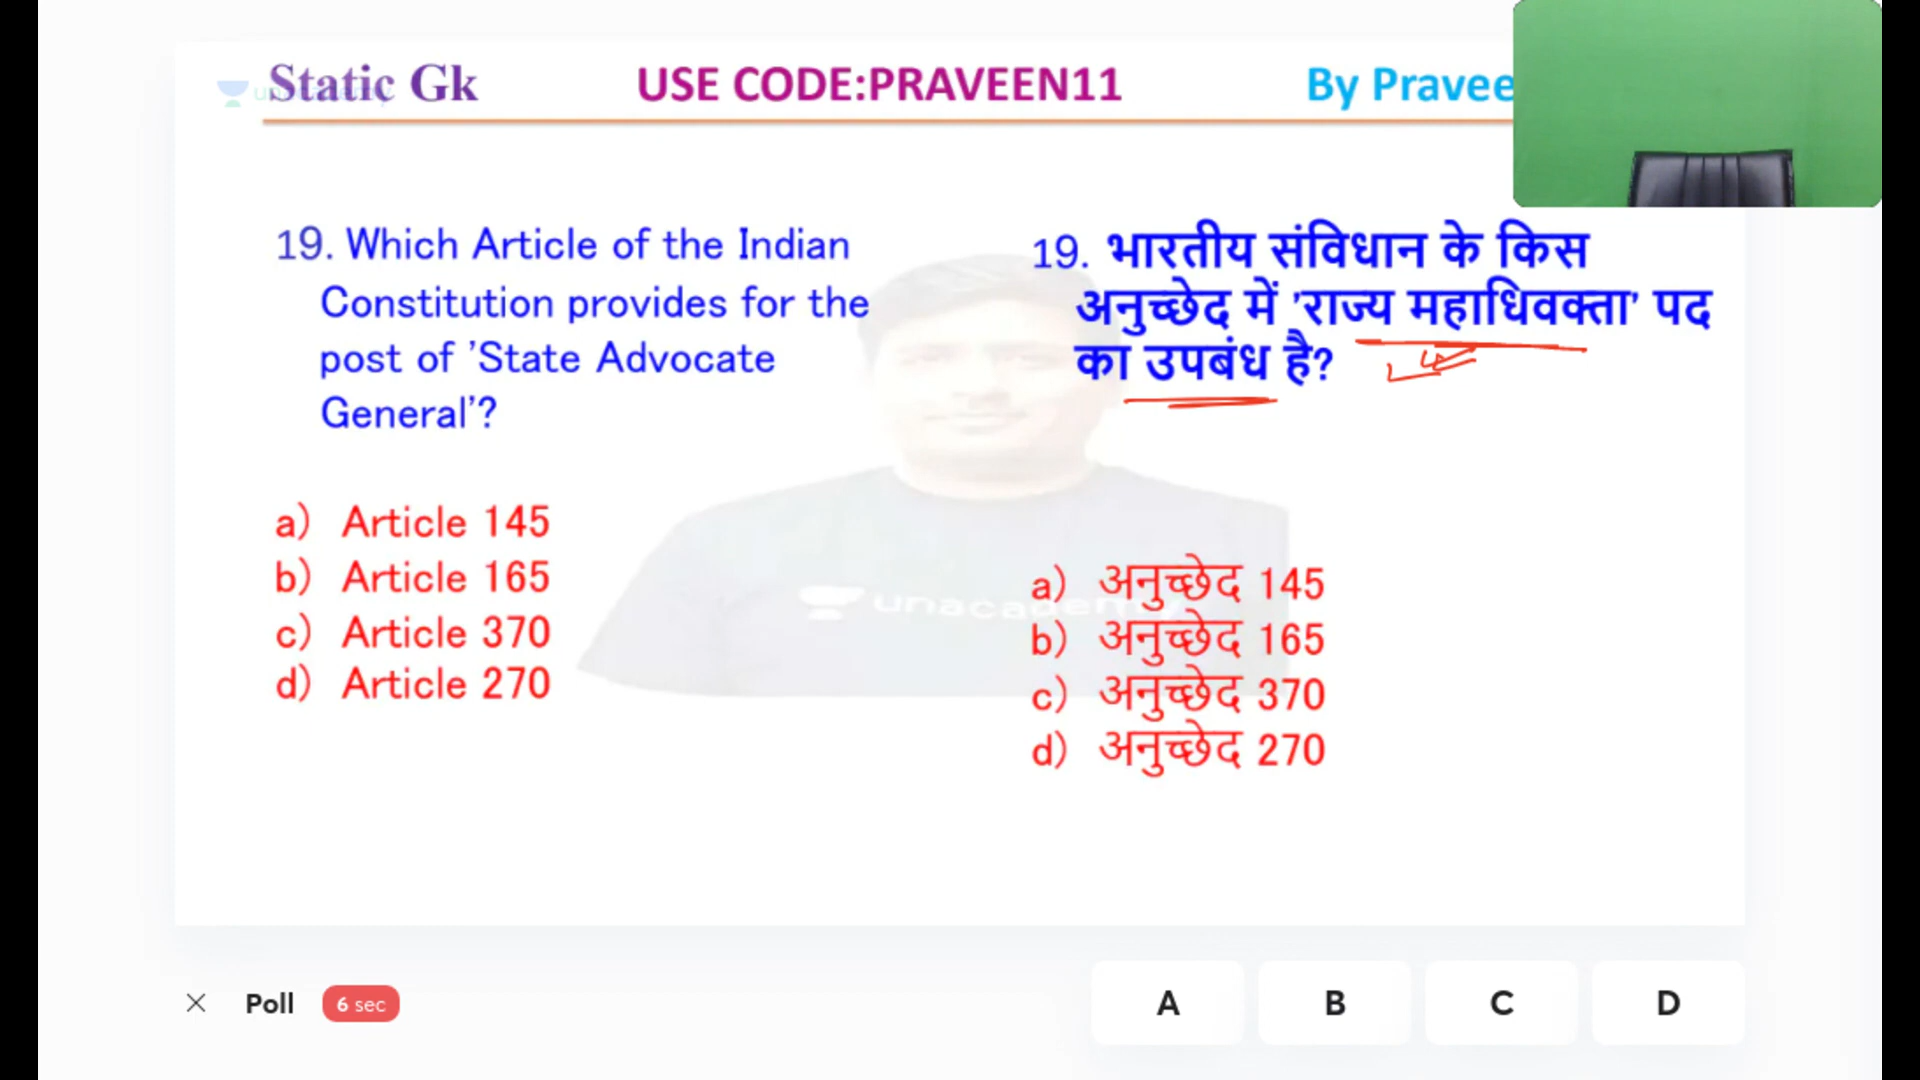 Static Gk
USE CODE:PRAVEEN11
By Pravee
unacademy
19. Which Article of the Indian
Constitution provides for the
post of 'State Advocate
General'?
a) Article 145
b) Article 165
c) Article 370
d) Article 270
19. भारतीय संविधान के किस
अनुच्छेद में 'राज्य महाधिवक्ता' पद
का उपबंध है?
a) अनुच्छेद 145
b) अनुच्छेद 165
c) अनुच्छेद 370
d) अनुच्छेद 270
unacademy
Poll
6 sec
A
B
C
D